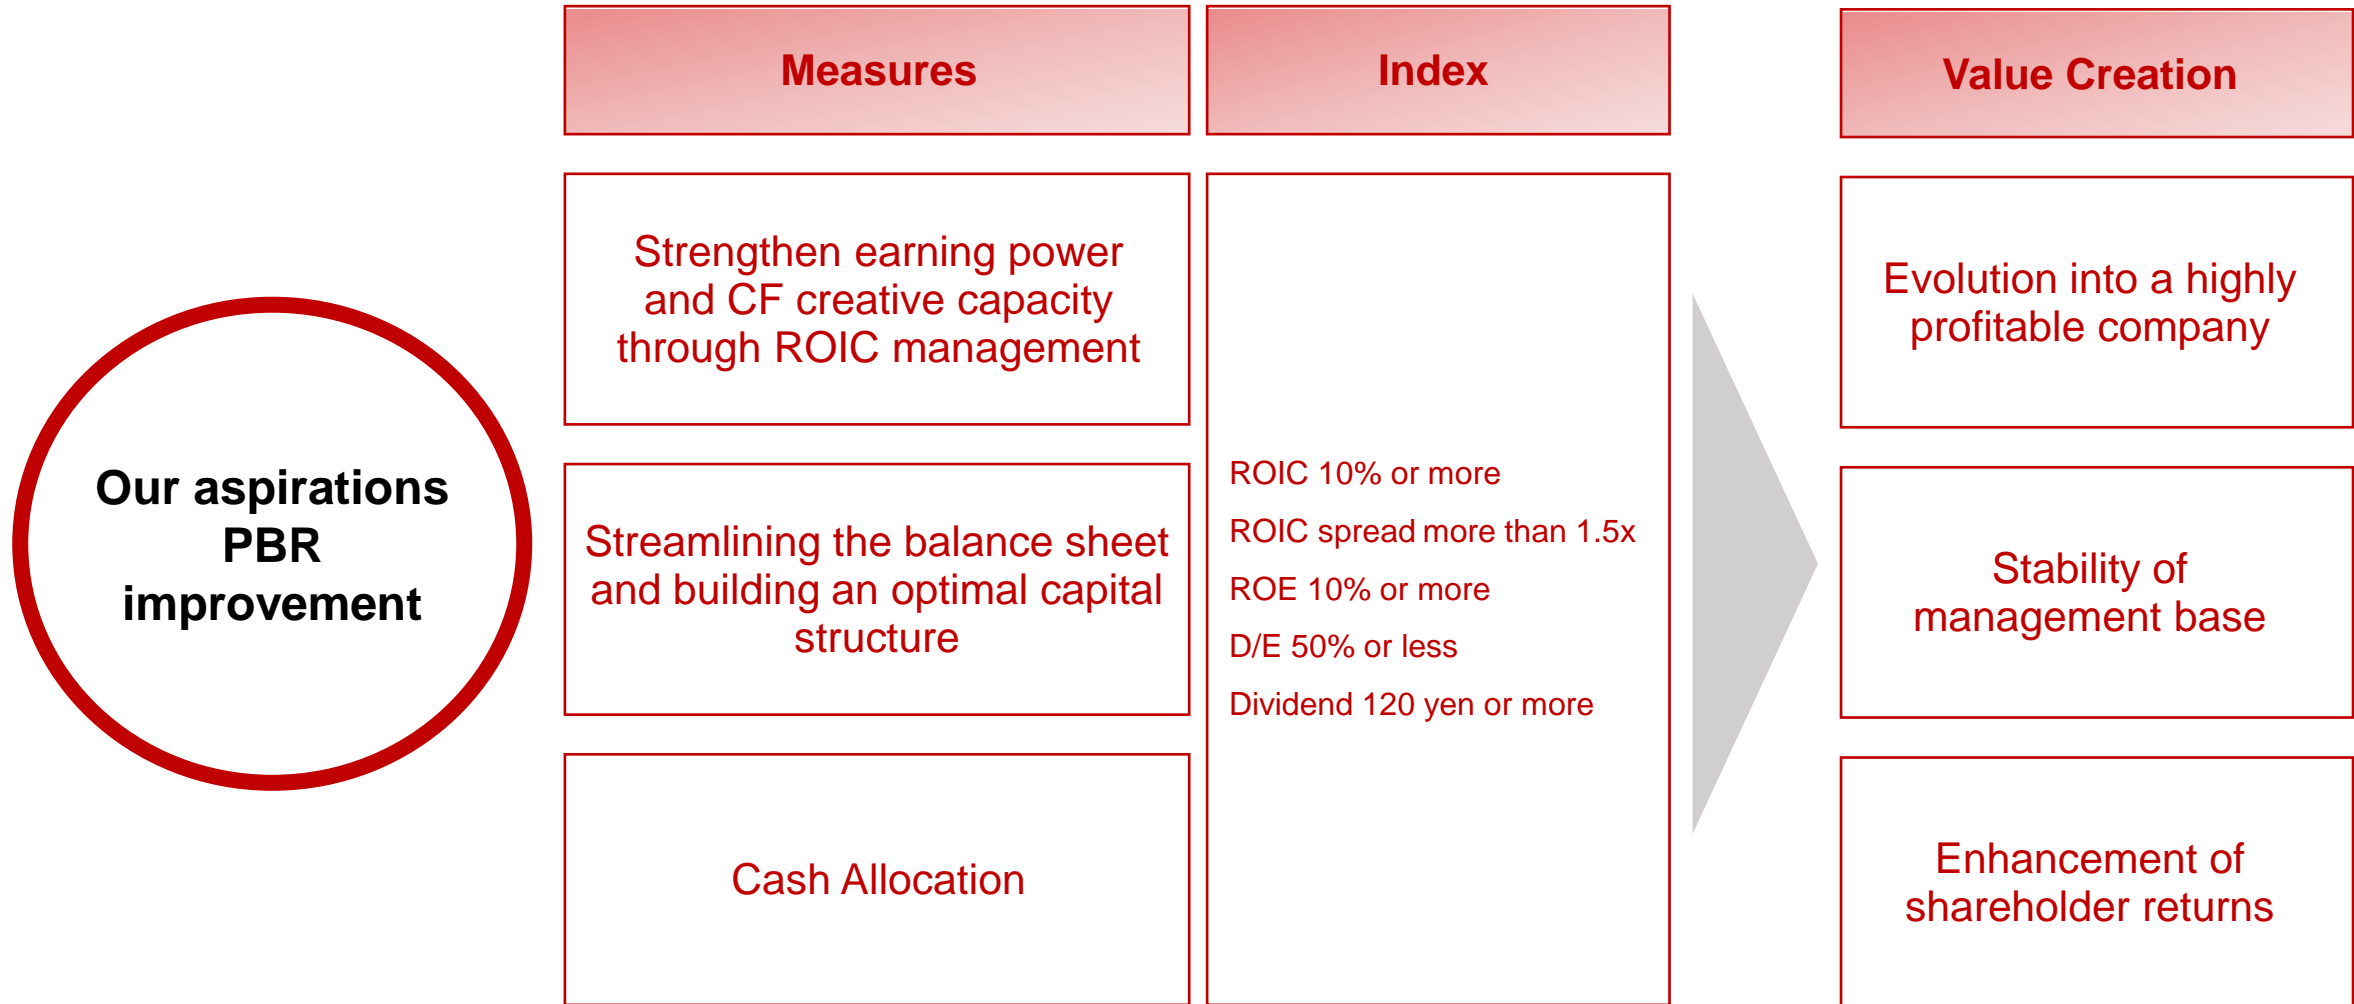 Measures
Index
Value Creation
Our aspirations
PBR
improvement
Strengthen earning power
and CF creative capacity
through ROIC management
Streamlining the balance sheet
and building an optimal capital
structure
Cash Allocation
ROIC 10% or more
ROIC spread more than 1.5x
ROE 10% or more
D/E 50% or less
Dividend 120 yen or more
Evolution into a highly
profitable company
Stability of
management base
Enhancement of
shareholder returns